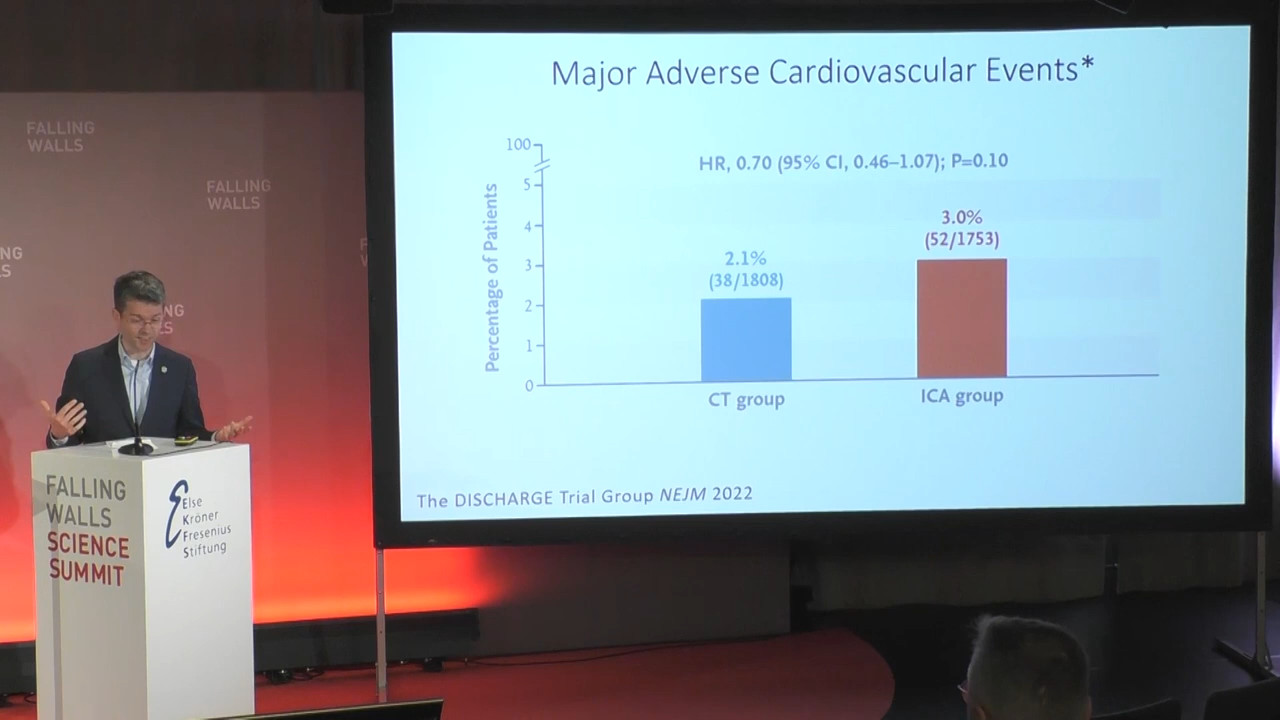 Major Adverse Cardiovascular Events*
HR, 0.70 (95% CI, 0.46–1.07); P=0.10
Percentage of Patients
100
5
4
3
2
1
0
2.1%
(38/1808)
3.0%
(52/1753)
CT group
ICA group
The DISCHARGE Trial Group NEJM 2022
FALLING
WALLS
FALLING
WALLS
NG
S
NG
S
FALLING
WALLS
SCIENCE
SUMMIT
Else
Kröner
Fresenius
Stiftung